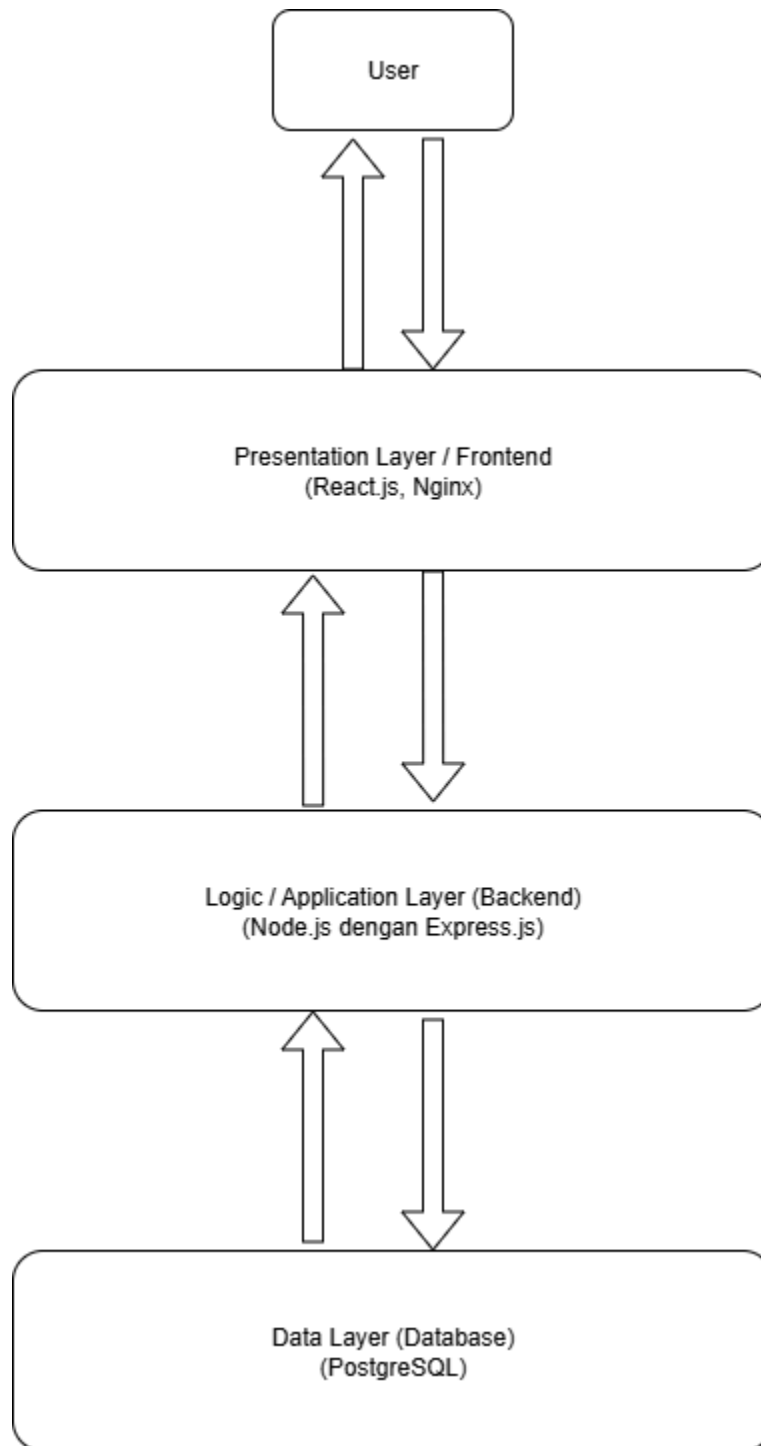 User
Presentation Layer / Frontend
(React.js, Nginx)
Logic / Application Layer (Backend)
(Node.js dengan Express.js)
Data Layer (Database)
(PostgreSQL)